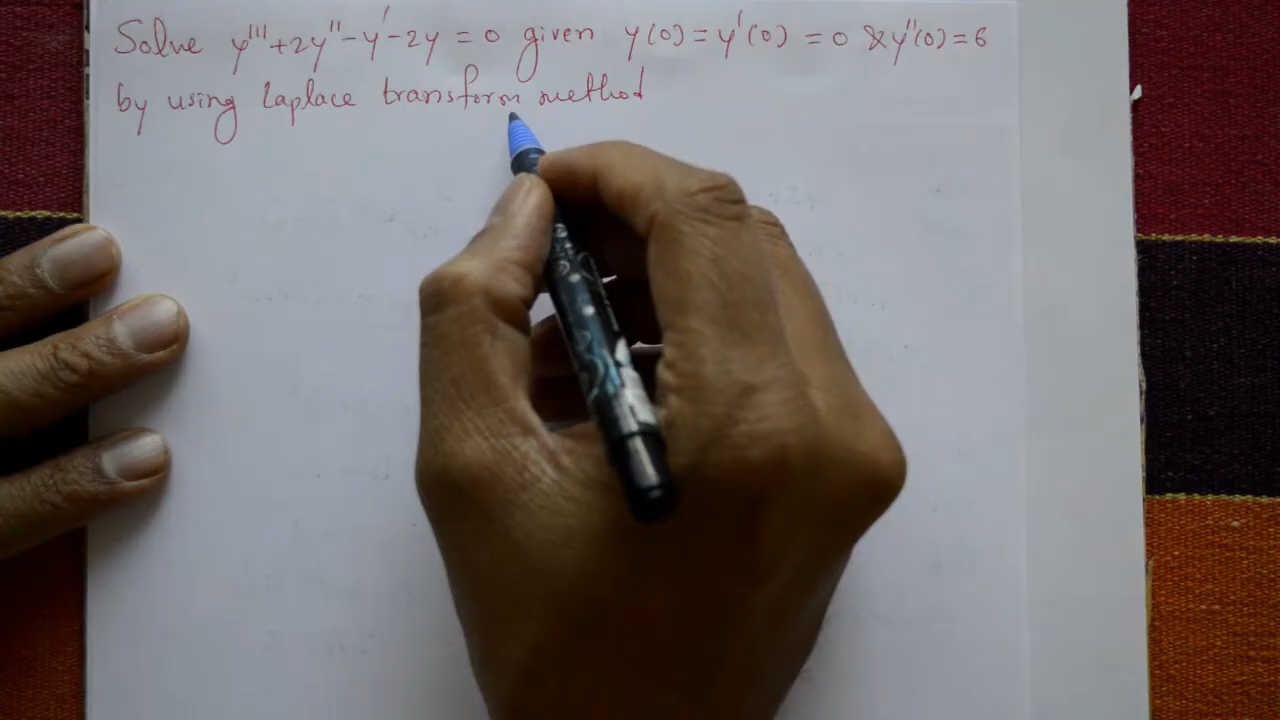 Solve y''' + 2y'' - y' - 2y = 0 given y(0) = y'(0) = 0 & y''(0) = 6
by using Laplace transform method